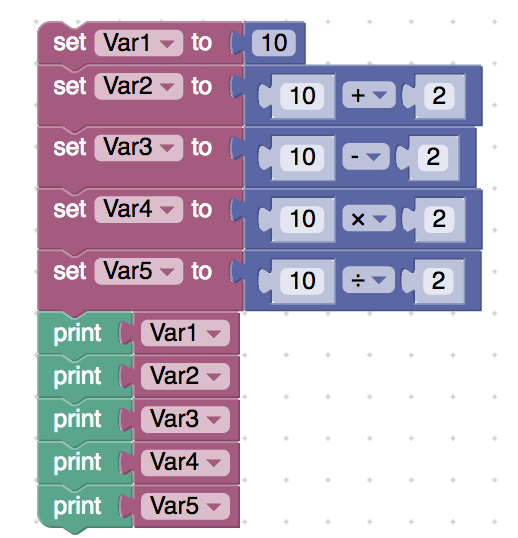 set Var1 to 10
set Var2 to 10 + 2
set Var3 to 10 - 2
set Var4 to 10 × 2
set Var5 to 10 ÷ 2
print Var1
print Var2
print Var3
print Var4
print Var5